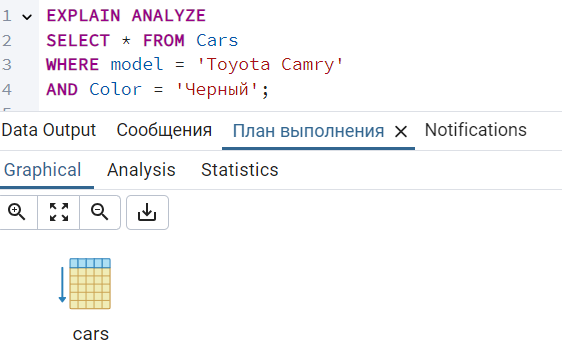 1 EXPLAIN ANALYZE
2 SELECT * FROM Cars
3 WHERE model = 'Toyota Camry'
4 AND Color = 'Черный';
Data Output Сообщения План выполнения Notifications
Graphical Analysis Statistics
cars